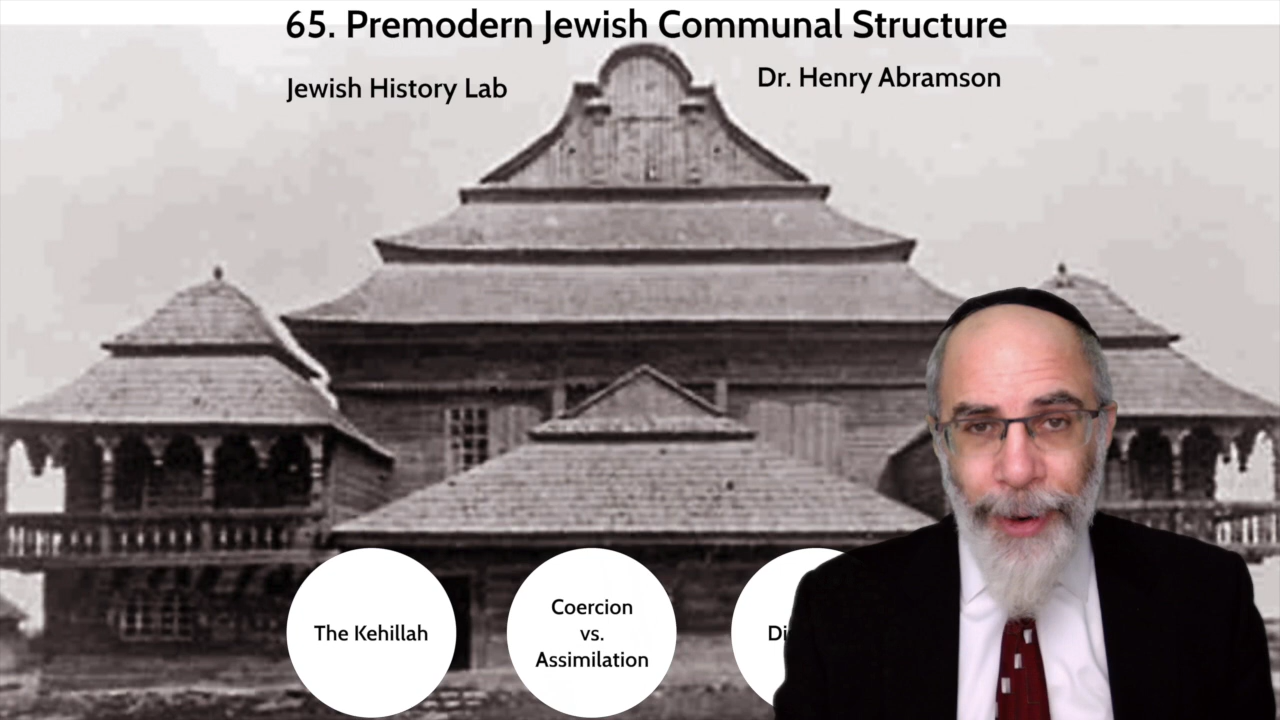 65. Premodern Jewish Communal Structure
Jewish History Lab
Dr. Henry Abramson
The Kehillah
Coercion
vs.
Assimilation